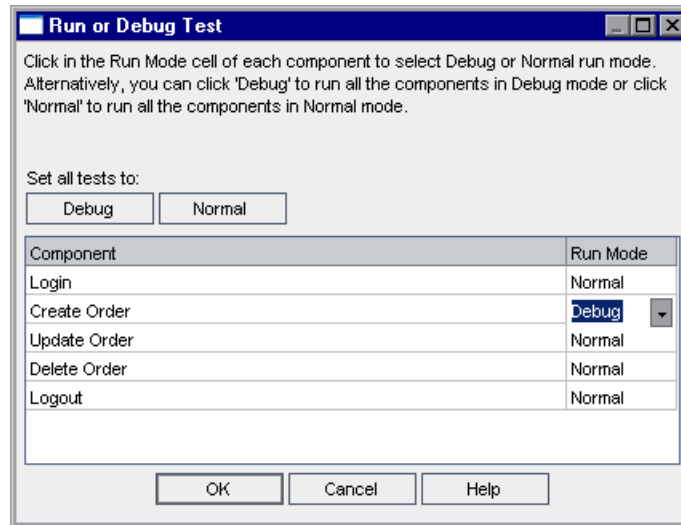 Run or Debug Test
Click in the Run Mode cell of each component to select Debug or Normal run mode.
Alternatively, you can click 'Debug' to run all the components in Debug mode or click
'Normal' to run all the components in Normal mode.
Set all tests to:
Debug Normal
Component Run Mode
Login Normal
Create Order Debug
Update Order Normal
Delete Order Normal
Logout Normal
OK Cancel Help